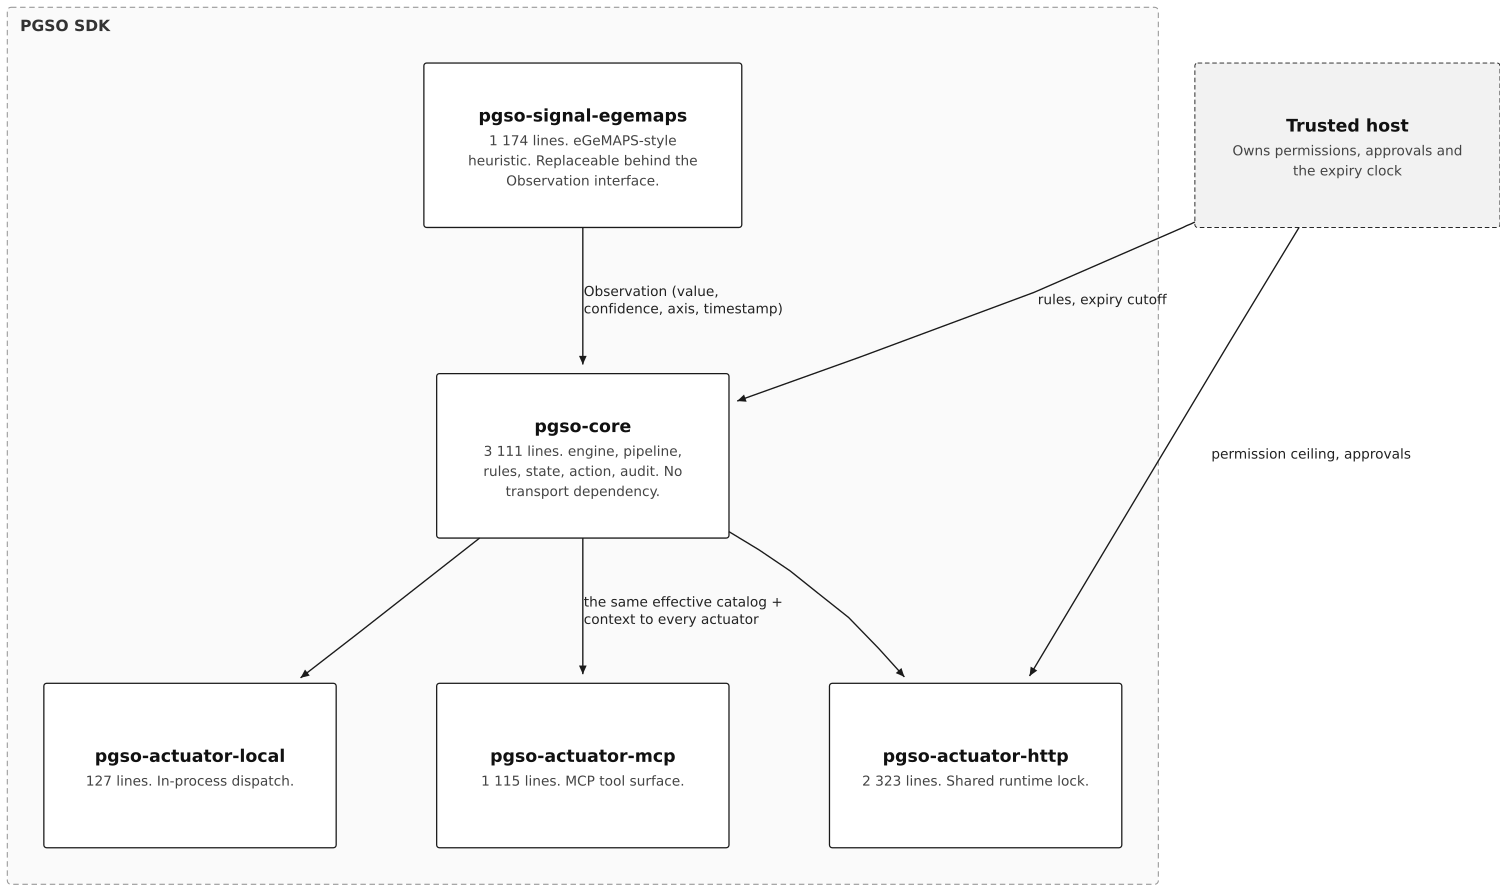 PGSO SDK
pgso-signal-egemaps
1 174 lines. eGeMAPS-style
heuristic. Replaceable behind the
Observation interface.
Trusted host
Owns permissions, approvals and
the expiry clock
Observation (value,
confidence, axis, timestamp)
rules, expiry cutoff
pgso-core
3 111 lines. engine, pipeline,
rules, state, action, audit. No
transport dependency.
permission ceiling, approvals
the same effective catalog +
context to every actuator
pgso-actuator-local
127 lines. In-process dispatch.
pgso-actuator-mcp
1 115 lines. MCP tool surface.
pgso-actuator-http
2 323 lines. Shared runtime lock.